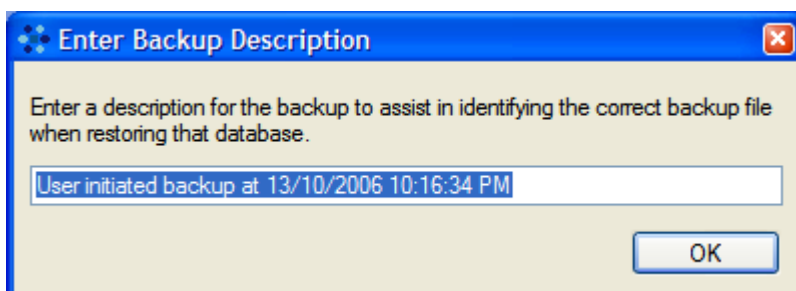 Enter Backup Description
Enter a description for the backup to assist in identifying the correct backup file
when restoring that database.
User initiated backup at 13/10/2006 10:16:34 PM
OK